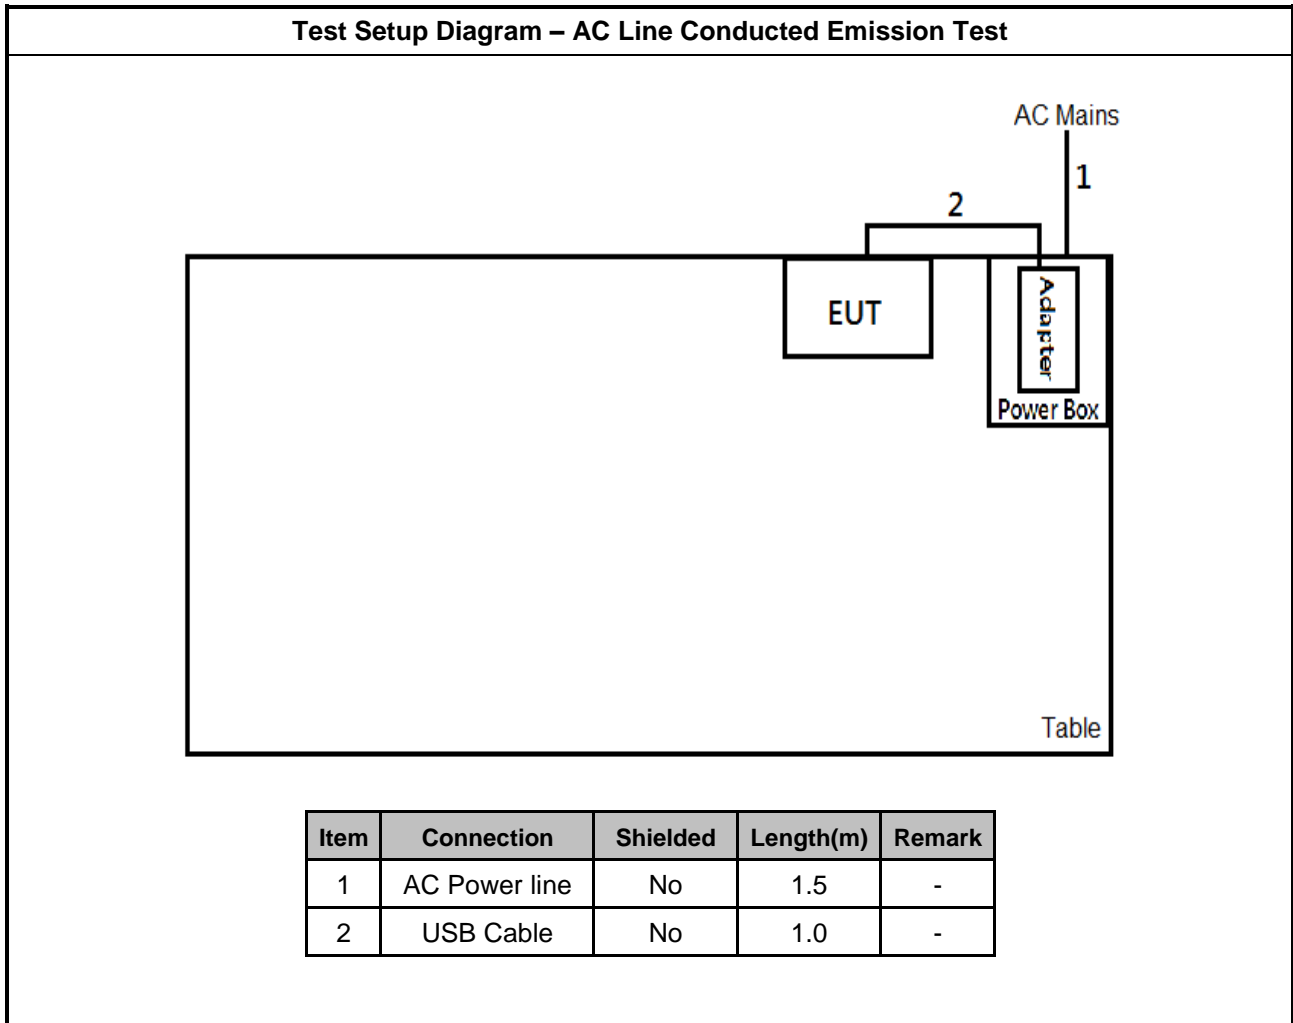 Test Setup Diagram – AC Line Conducted Emission Test
AC Mains
1
2
EUT
Adapter
Power Box
Table
Item Connection Shielded Length(m) Remark
1 AC Power line No 1.5 -
2 USB Cable No 1.0 -